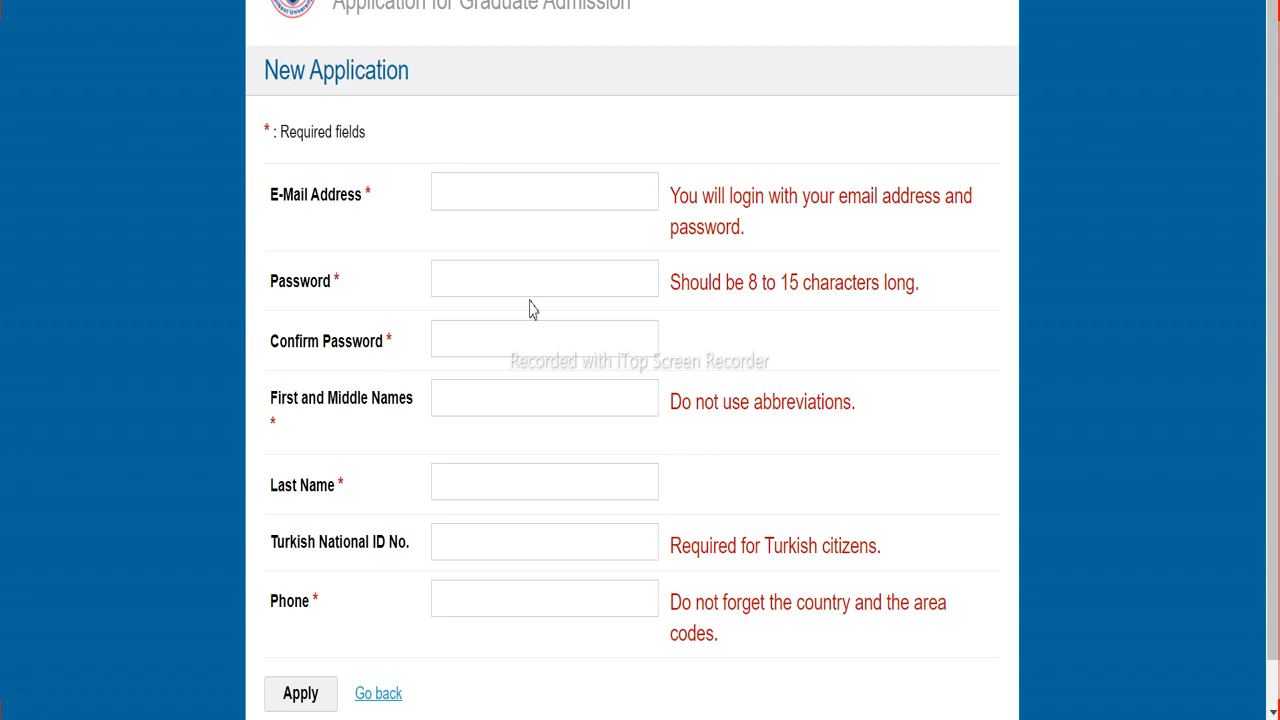 Application for Graduate Admission
New Application
* : Required fields
E-Mail Address *
You will login with your email address and
password.
Password *
Should be 8 to 15 characters long.
Confirm Password *
Recorded with iTop Screen Recorder
First and Middle Names
*
Do not use abbreviations.
Last Name *
Turkish National ID No.
Required for Turkish citizens.
Phone *
Do not forget the country and the area
codes.
Apply
Go back